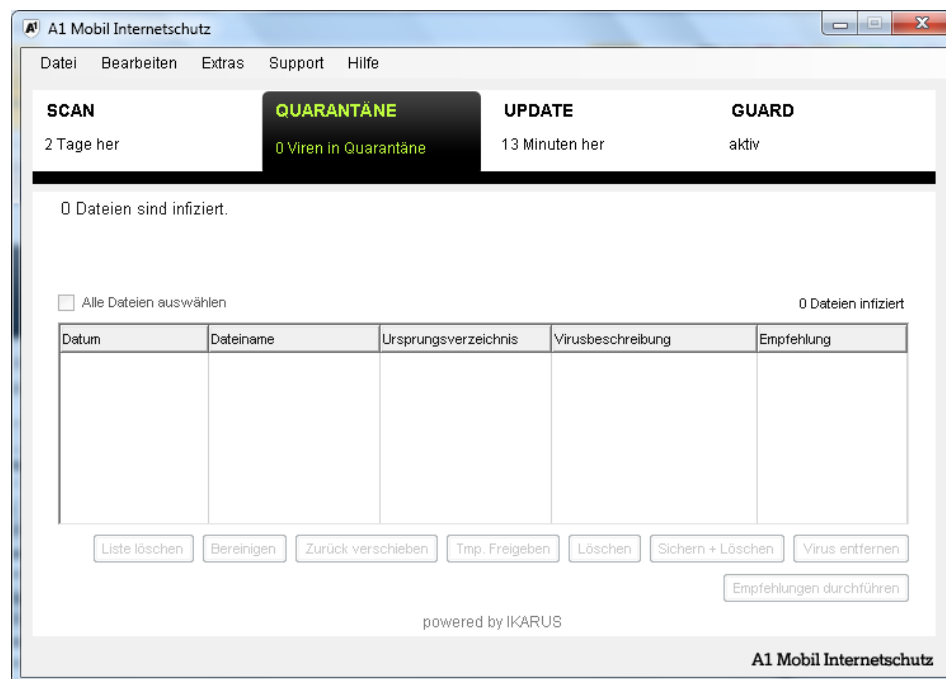 A1 Mobil Internetschutz
Datei Bearbeiten Extras Support Hilfe
SCAN QUARANTÄNE UPDATE GUARD
2 Tage her 0 Viren in Quarantäne 13 Minuten her aktiv
0 Dateien sind infiziert.
Alle Dateien auswählen 0 Dateien infiziert
Datum Dateiname Ursprungsverzeichnis Virusbeschreibung Empfehlung
Liste löschen Bereinigen Zurück verschieben Tmp. Freigeben Löschen Sichern + Löschen Virus entfernen
Empfehlungen durchführen
powered by IKARUS
A1 Mobil Internetschutz